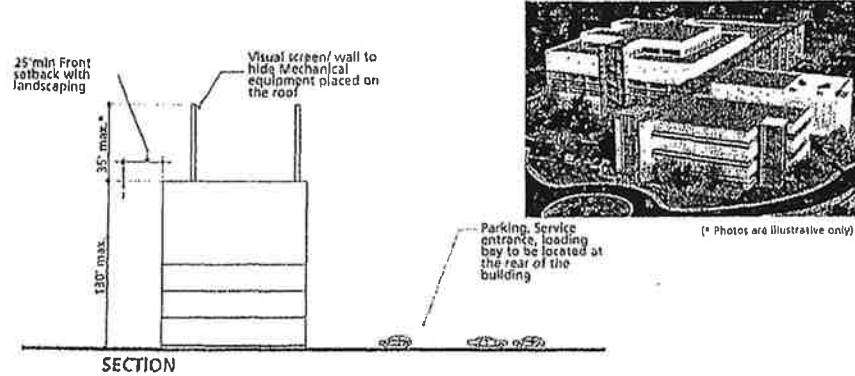 25' min Front
setback with
landscaping
Visual screen/ wall to
hide Mechanical
equipment placed on
the roof
35' max.*
130' max.
Parking, Service
entrance, loading
bay to be located at
the rear of the
building
(* Photos are illustrative only)
SECTION